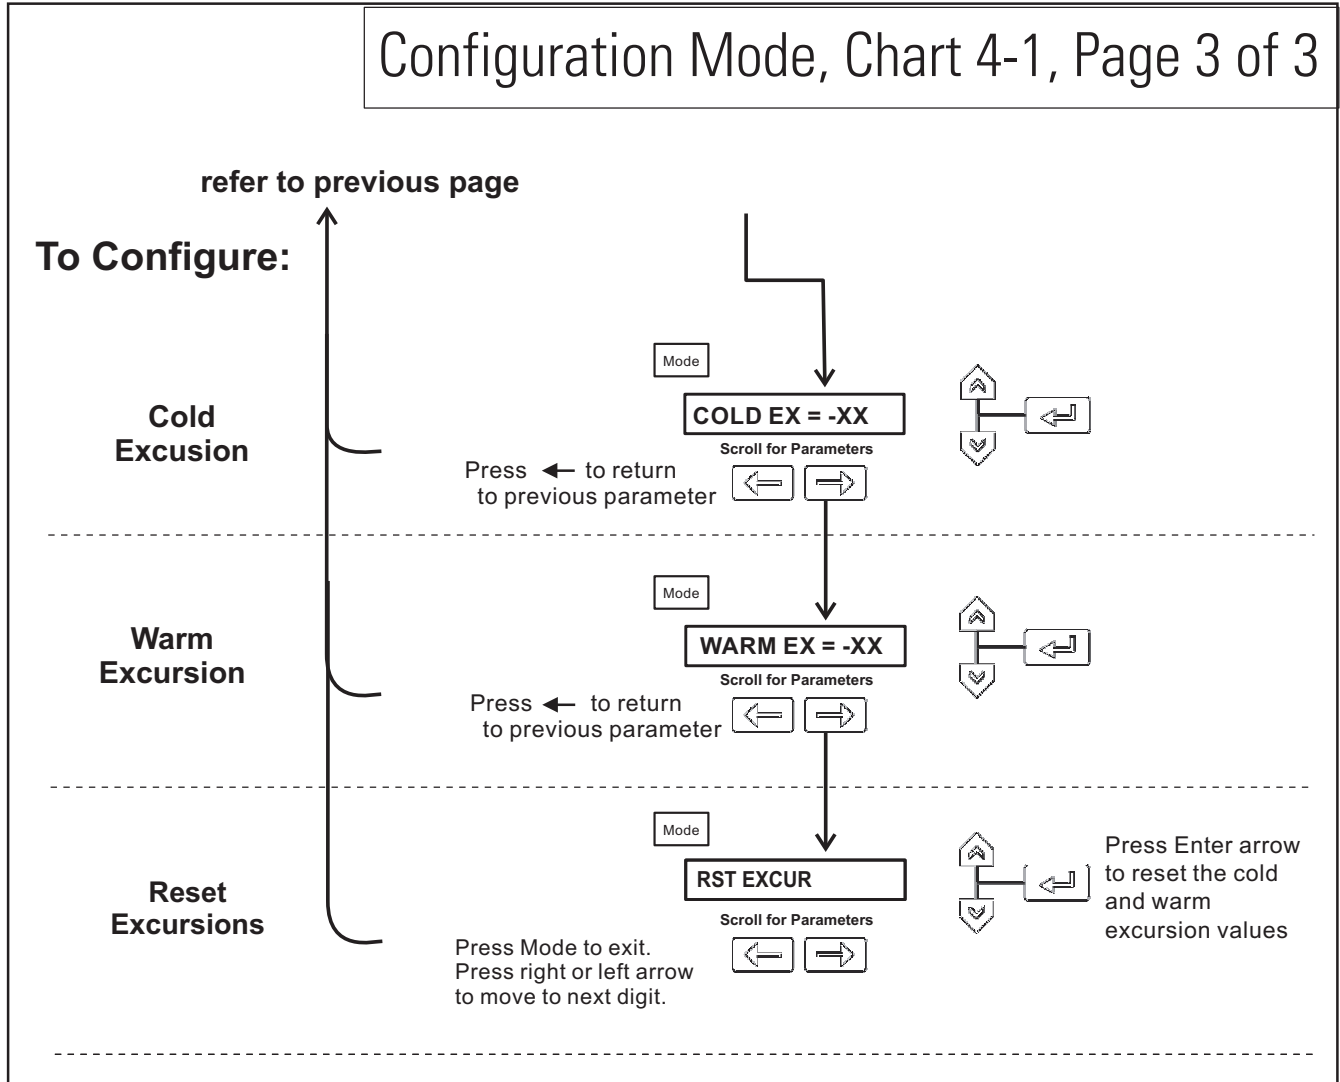 Configuration Mode, Chart 4-1, Page 3 of 3
refer to previous page
To Configure:
Mode
Cold
Excusion
COLD EX = -XX
Scroll for Parameters
Press ← to return
to previous parameter
Mode
Warm
Excursion
WARM EX = -XX
Scroll for Parameters
Press ← to return
to previous parameter
Mode
Reset
Excursions
RST EXCUR
Scroll for Parameters
Press Enter arrow
to reset the cold
and warm
excursion values
Press Mode to exit.
Press right or left arrow
to move to next digit.